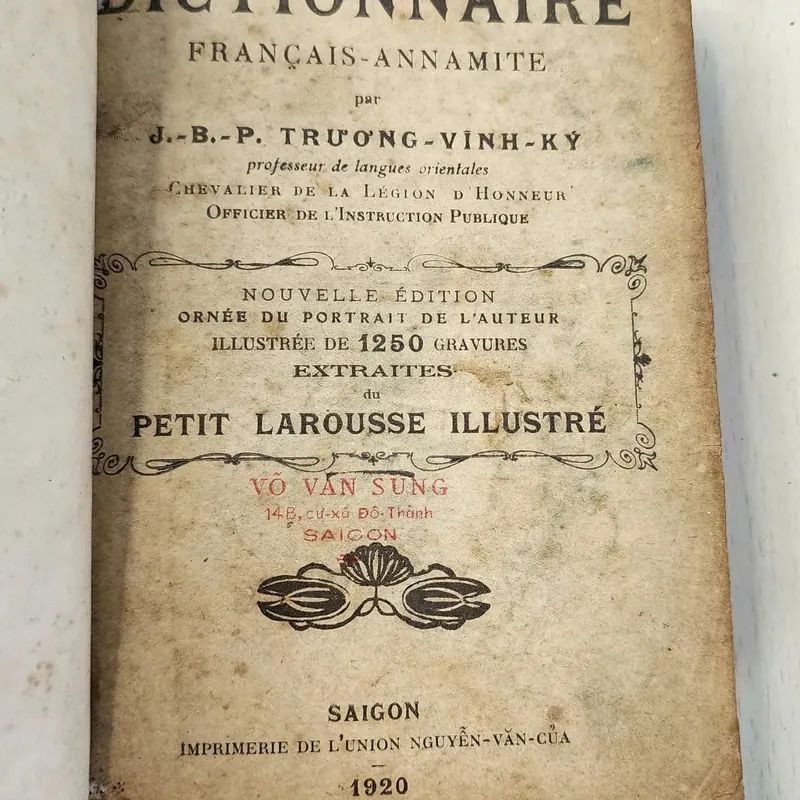 DICTIONNAIRE
FRANÇAIS-ANNAMITE
par
J.-B.-P. TRƯƠNG-VĨNH-KÝ
professeur de langues orientales
CHEVALIER DE LA LÉGION D'HONNEUR
OFFICIER DE L'INSTRUCTION PUBLIQUE
NOUVELLE ÉDITION
ORNÉE DU PORTRAIT DE L'AUTEUR
ILLUSTRÉE DE 1250 GRAVURES
EXTRAITES
du
PETIT LAROUSSE ILLUSTRÉ
VÕ VĂN SUNG
14B, cư-xá Đô-Thành
SAIGON
SAIGON
IMPRIMERIE DE L'UNION NGUYỄN-VĂN-CỦA
1920